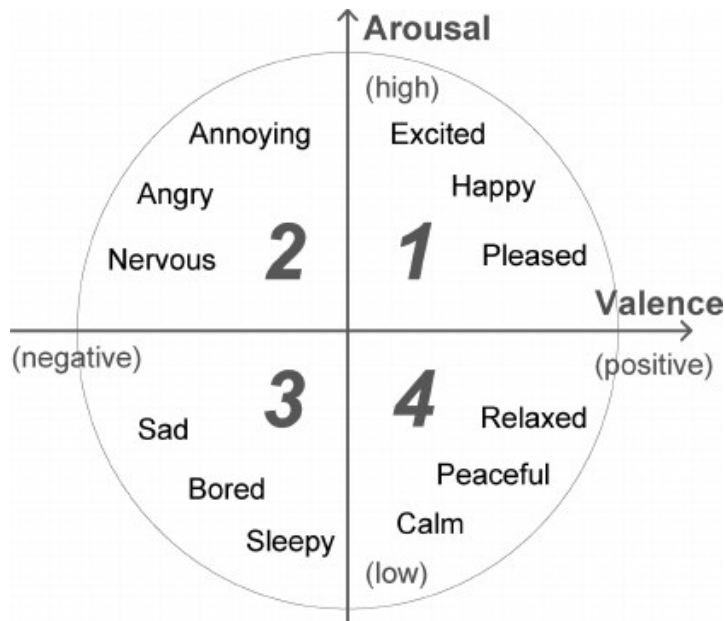 Arousal
(high)
Annoying
Excited
Angry
Happy
2
1
Nervous
Pleased
Valence
(negative)
(positive)
3
4
Sad
Relaxed
Bored
Peaceful
Sleepy
Calm
(low)